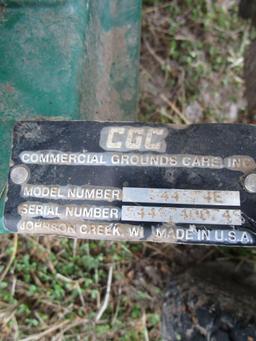 CGC
COMMERCIAL GROUNDS CARE, INC.
MODEL NUMBER
SERIAL NUMBER
JOHNSON CREEK, WI MADE IN U.S.A.